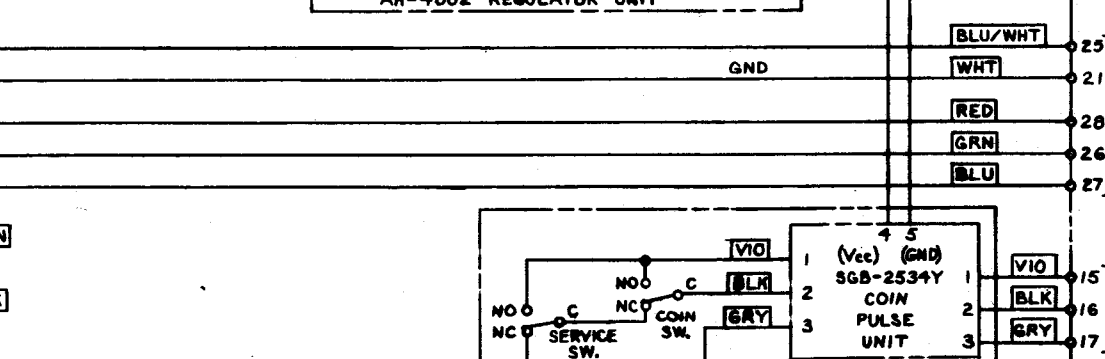 AH-4002 REGULATOR UNIT
BLU/WHT 25
GND WHT 21
RED 28
GRN 26
BLU 27
N
4 5
VIO 1 (Vcc) (GND)
SGB-2534Y 1 VIO 15
NO C BLK 2 COIN 2 BLK 16
NO C NC COIN SW. GRY 3 PULSE
NC SERVICE SW. UNIT 3 GRY 17